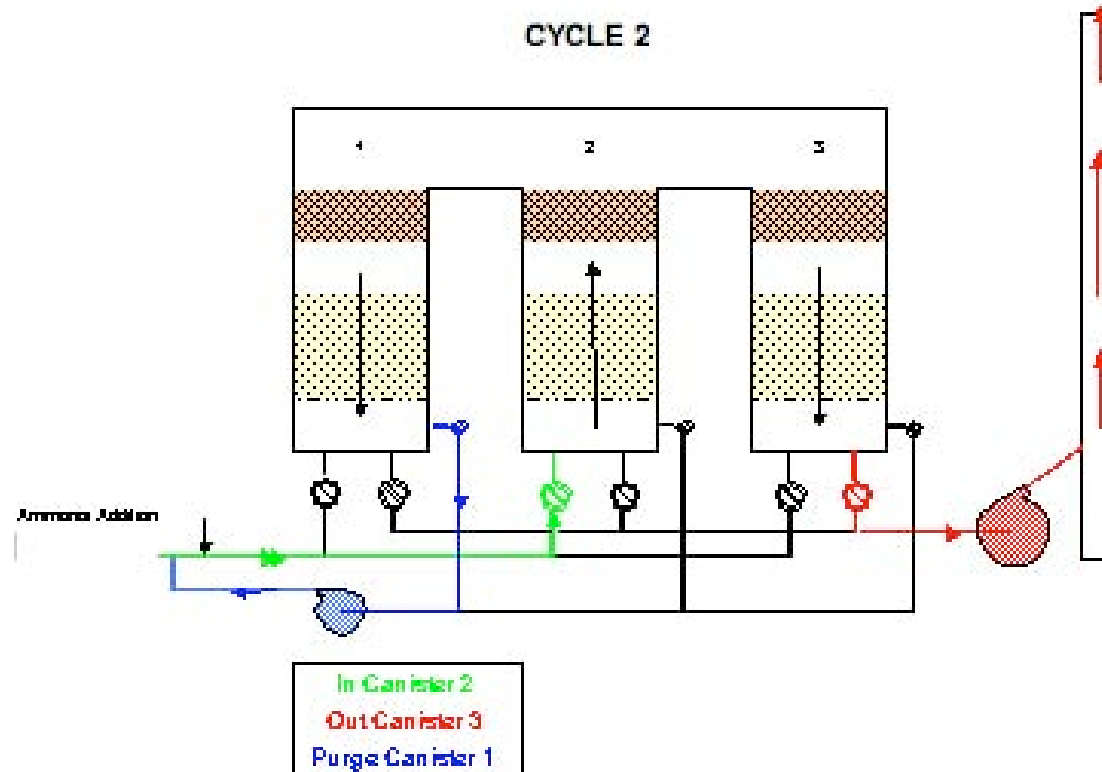 CYCLE 2
1 2 3
Ammonia Addition
In Canister 2
Out Canister 3
Purge Canister 1